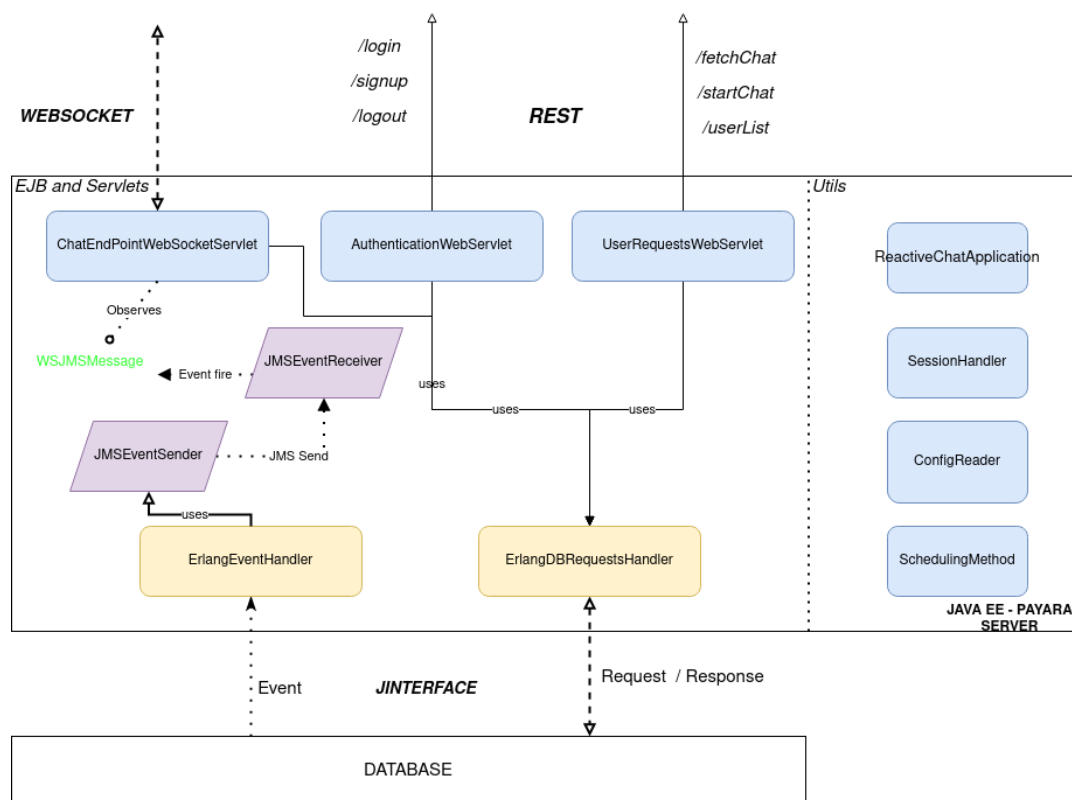 /login
/signup
/logout
/fetchChat
/startChat
/userList
WEBSOCKET
REST
EJB and Servlets
Utils
ChatEndPointWebSocketServlet
AuthenticationWebServlet
UserRequestsWebServlet
ReactiveChatApplication
Observes
WSJMSMessage
Event fire
JMSEventReceiver
SessionHandler
uses
uses
uses
JMSEventSender
JMS Send
ConfigReader
uses
ErlangEventHandler
ErlangDBRequestsHandler
SchedulingMethod
JAVA EE - PAYARA
SERVER
Event
JINTERFACE
Request / Response
DATABASE